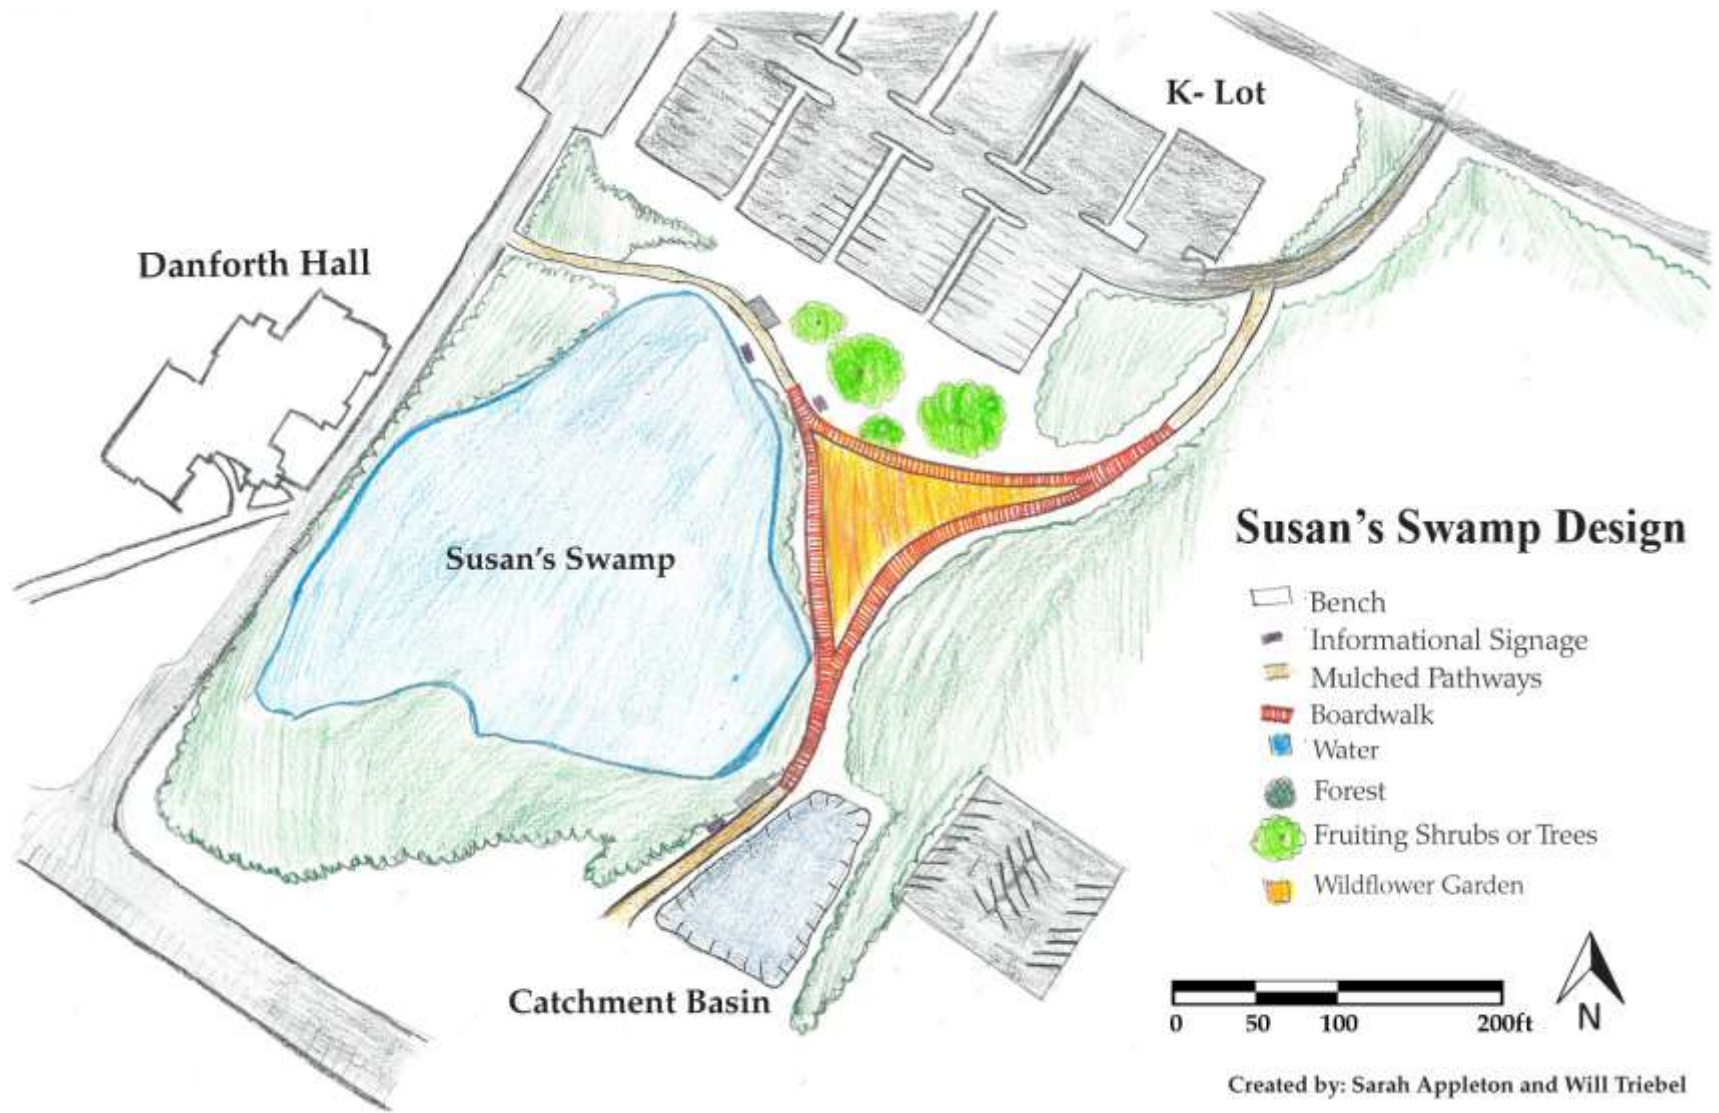 K- Lot
Danforth Hall
Susan's Swamp
Susan's Swamp Design
Bench
Informational Signage
Mulched Pathways
Boardwalk
Water
Forest
Fruiting Shrubs or Trees
Wildflower Garden
Catchment Basin
0 50 100 200ft
N
Created by: Sarah Appleton and Will Triebel